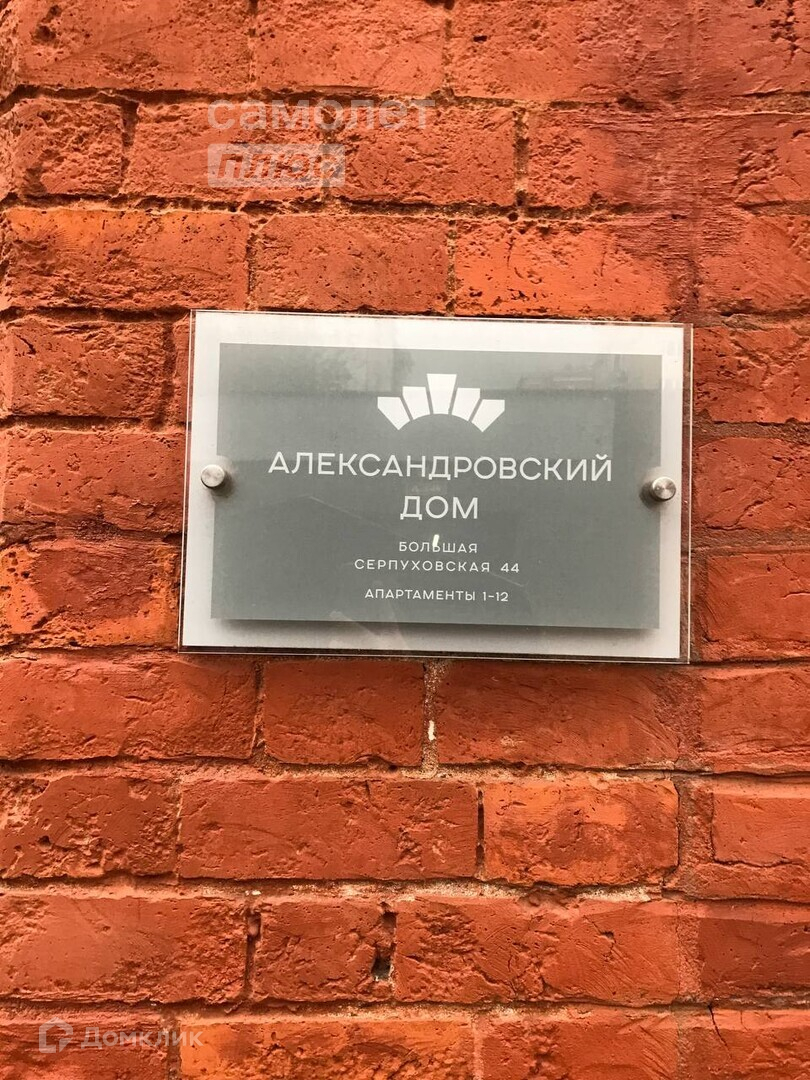 самолет
плюс
АЛЕКСАНДРОВСКИЙ
ДОМ
БОЛЬШАЯ
СЕРПУХОВСКАЯ 44
АПАРТАМЕНТЫ 1-12
Домклик